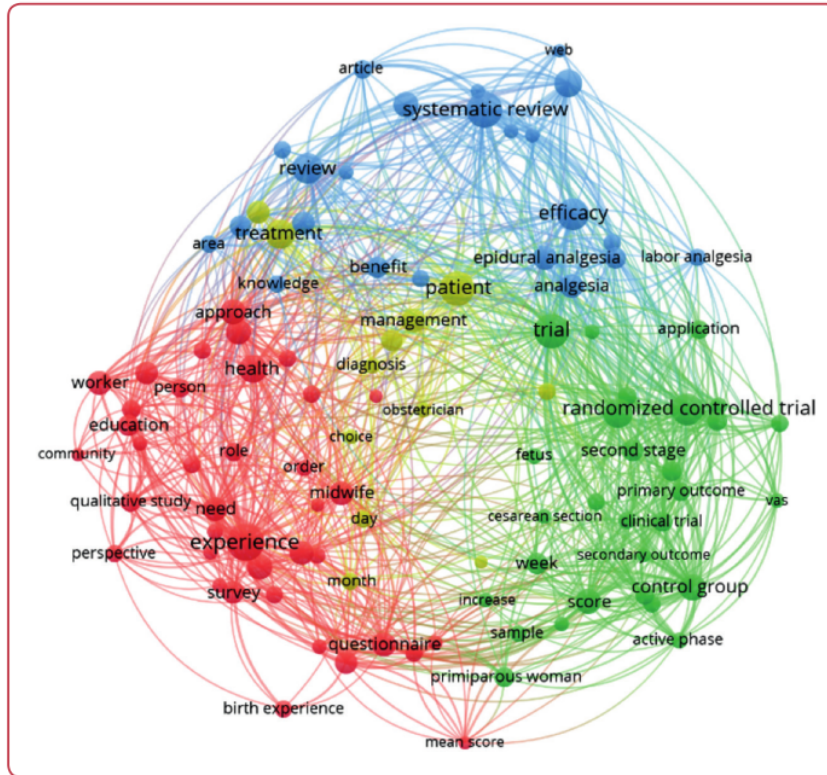 web
article
systematic review
review
efficacy
treatment
area
epidural analgesia
labor analgesia
benefit
knowledge
patient
analgesia
approach
management
trial
application
diagnosis
health
worker
person
obstetrician
randomized controlled trial
education
choice
community
role
order
fetus
second stage
midwife
primary outcome
qualitative study
need
day
cesarean section
clinical trial
vas
experience
perspective
secondary outcome
week
month
survey
increase
score
control group
sample
questionnaire
active phase
primiparous woman
birth experience
mean score